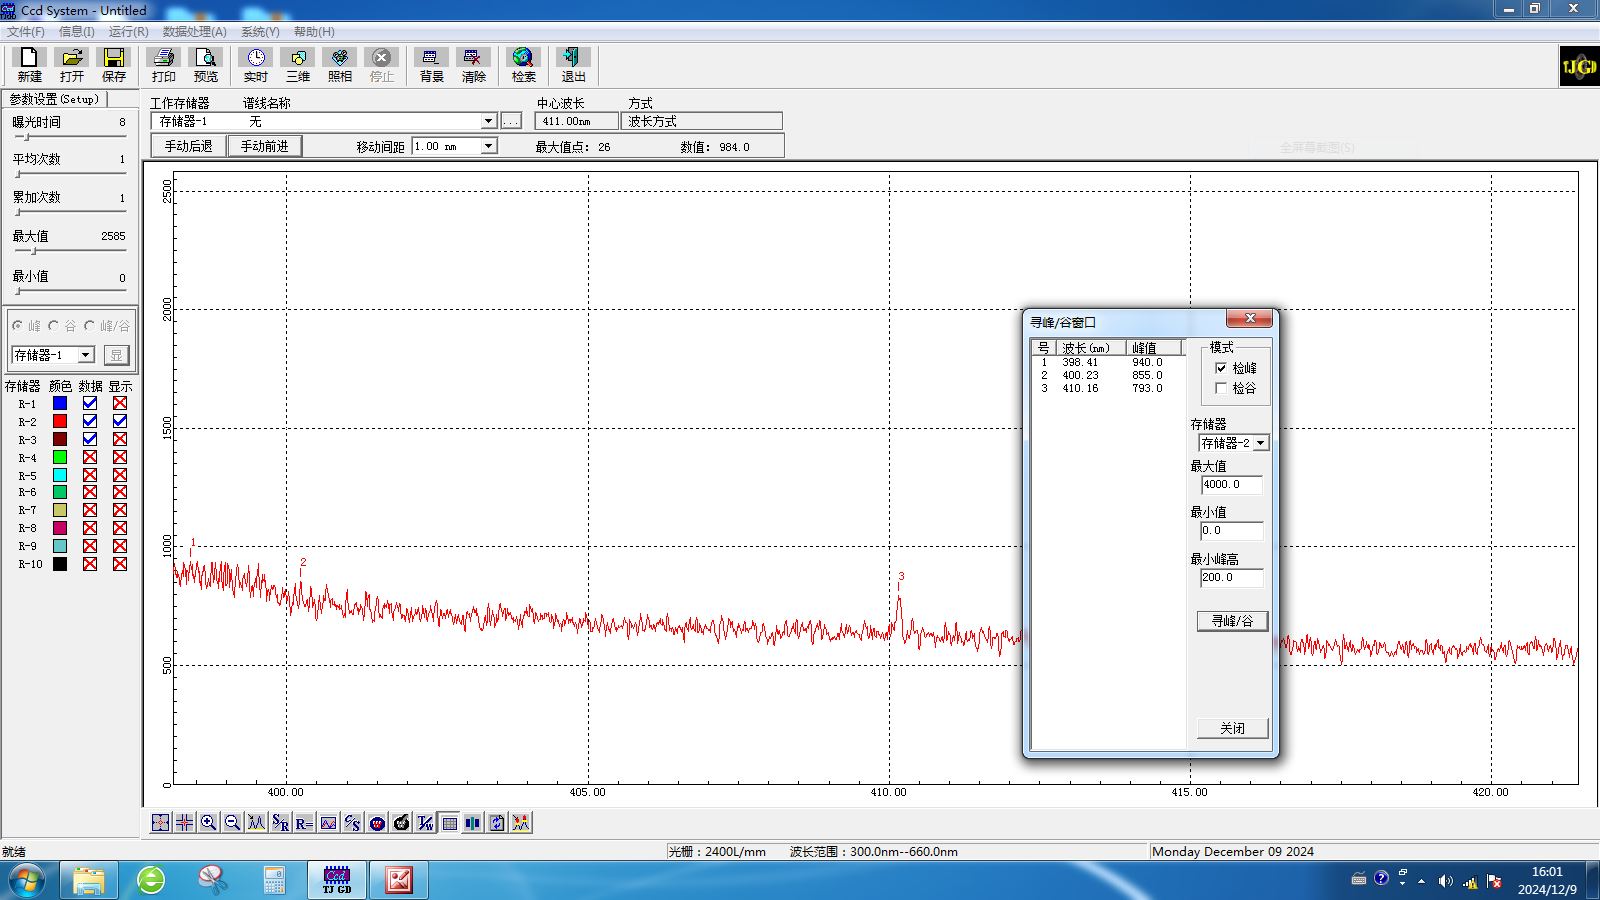 Ccd System - Untitled
文件(F) 信息(I) 运行(R) 数据处理(A) 系统(Y) 帮助(H)
新建 打开 保存 打印 预览 实时 三维 照相 停止 背景 清除 检索 退出
TJGD
参数设置(Setup)
曝光时间 8
平均次数 1
累加次数 1
最大值 2585
最小值 0
峰 谷 峰/谷
存储器-1 显
存储器 颜色 数据 显示
R-1
R-2
R-3
R-4
R-5
R-6
R-7
R-8
R-9
R-10
工作存储器 谱线名称 中心波长 方式
存储器-1 无 ... 411.00nm 波长方式
手动后退 手动前进 移动间距 1.00 nm 最大值点: 26 数值: 984.0
全屏幕截图(S)
2500
2000
1500
1000
500
0
1
2
3
400.00 405.00 410.00 415.00 420.00
寻峰/谷窗口
号 波长(nm) 峰值
1 398.41 940.0
2 400.23 855.0
3 410.16 793.0
模式
检峰
检谷
存储器
存储器-2
最大值
4000.0
最小值
0.0
最小峰高
200.0
寻峰/谷
关闭
就绪 光栅：2400L/mm 波长范围：300.0nm--660.0nm Monday December 09 2024
Ccd
TJ GD
16:01
2024/12/9